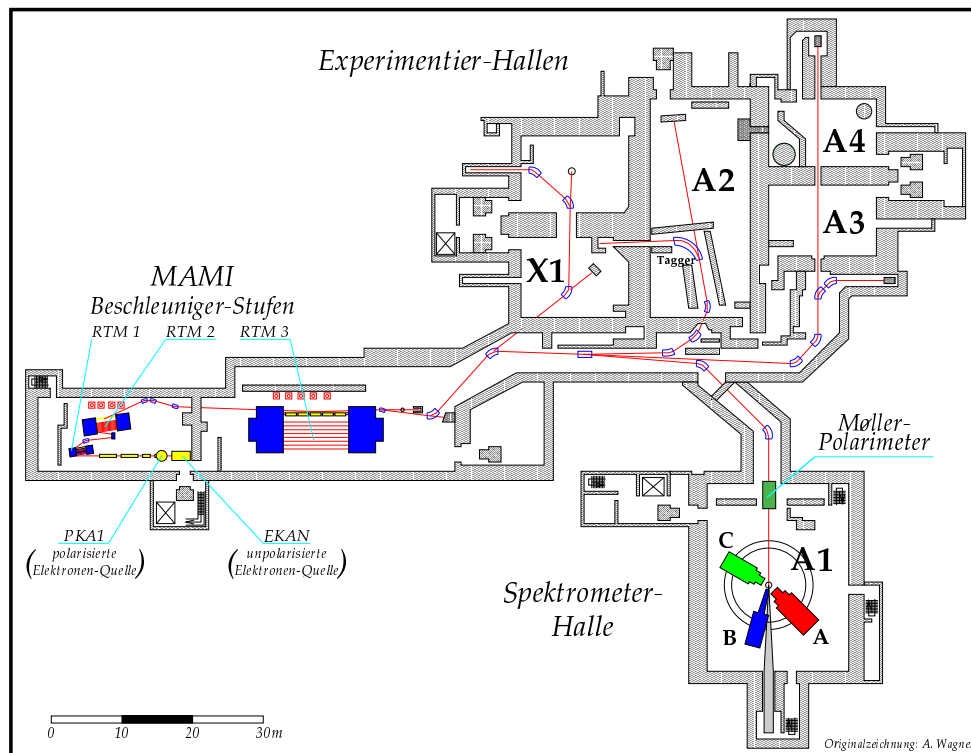 Experimentier-Hallen
A4
A2
A3
Tagger
X1
MAMI
Beschleuniger-Stufen
RTM 1
RTM 2
RTM 3
Møller-
Polarimeter
PKA1
(polarisierte
Elektronen-Quelle)
EKAN
(unpolarisierte
Elektronen-Quelle)
C
A1
Spektrometer-
Halle
B
A
0 10 20 30m
Originalzeichnung: A. Wagner